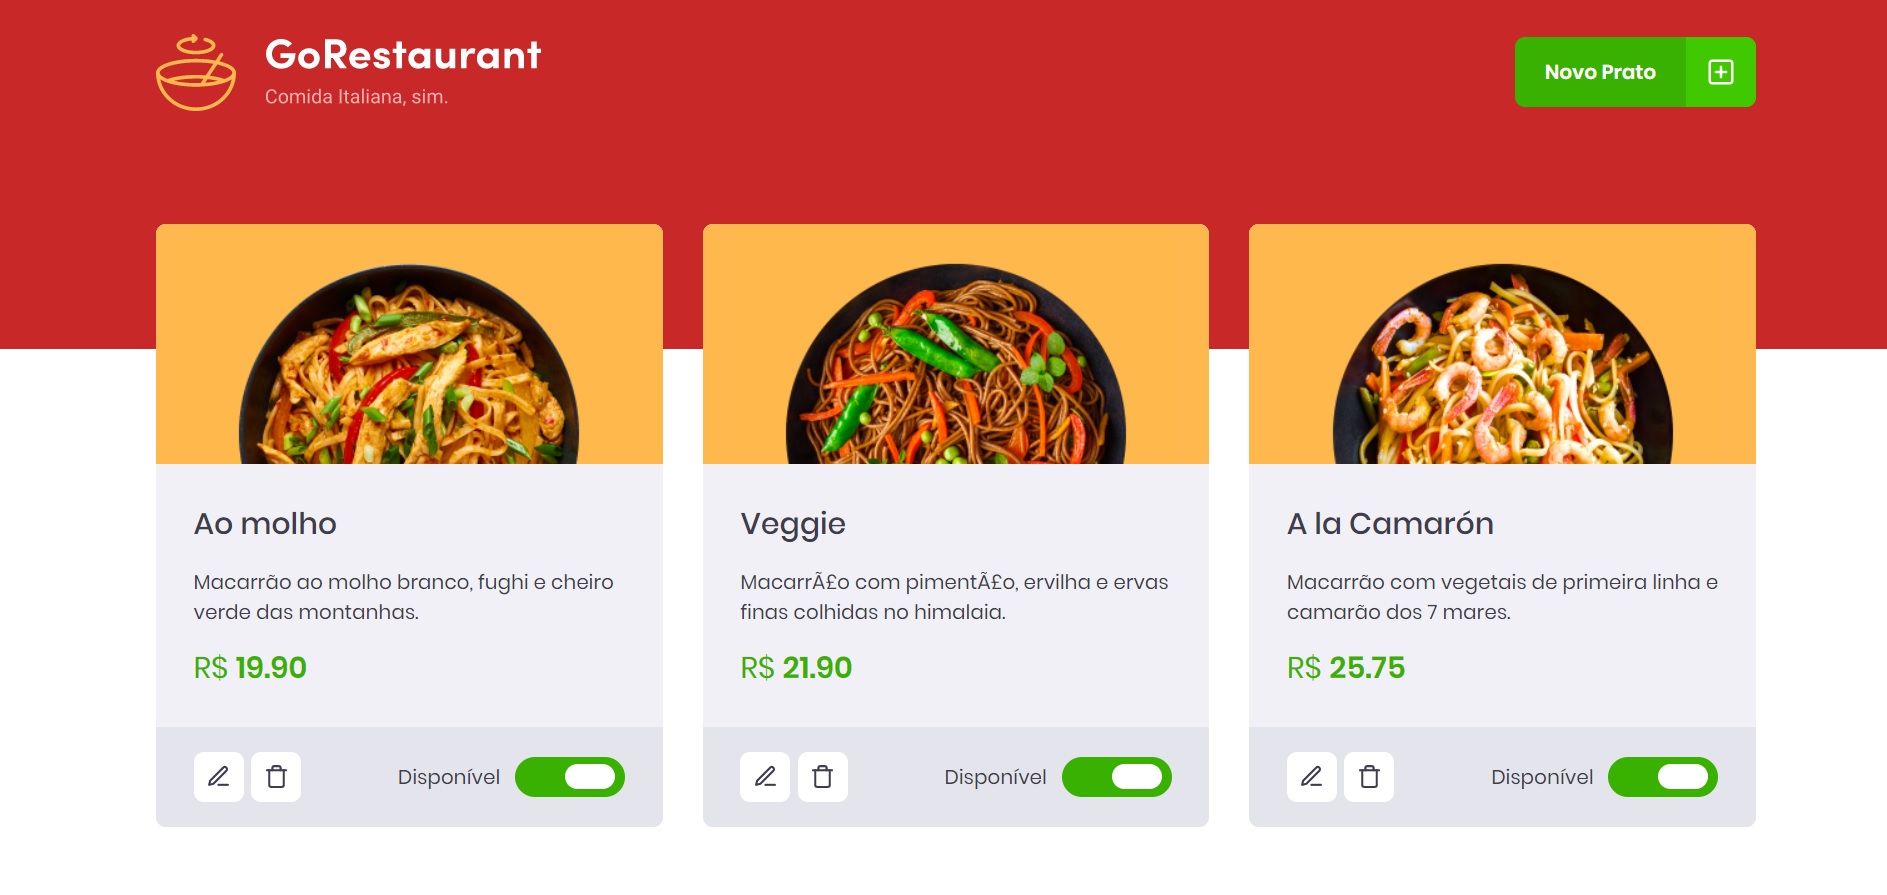 GoRestaurant
Comida Italiana, sim.
Novo Prato
Ao molho
Macarrão ao molho branco, fughi e cheiro
verde das montanhas.
R$ 19.90
Disponível
Veggie
MacarrÃ£o com pimentÃ£o, ervilha e ervas
finas colhidas no himalaia.
R$ 21.90
Disponível
A la Camarón
Macarrão com vegetais de primeira linha e
camarão dos 7 mares.
R$ 25.75
Disponível